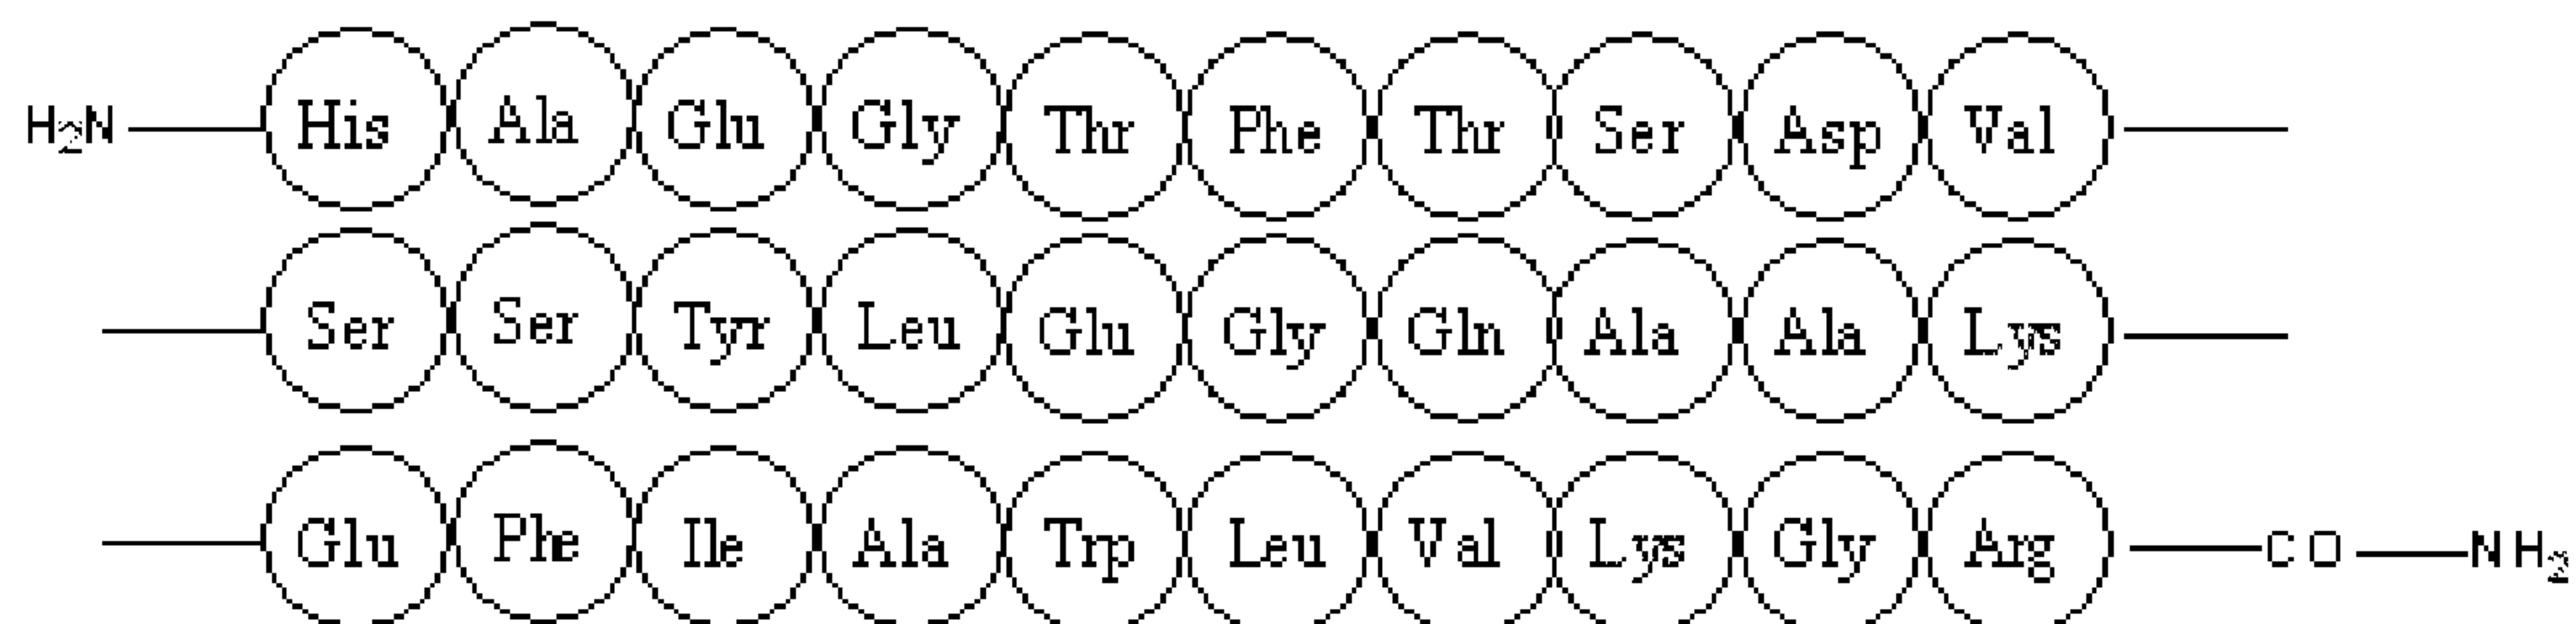 H₂N His Ala Glu Gly Thr Phe Thr Ser Asp Val
Ser Ser Tyr Leu Glu Gly Gln Ala Ala Lys
Glu Phe Ile Ala Trp Leu Val Lys Gly Arg CO NH₂